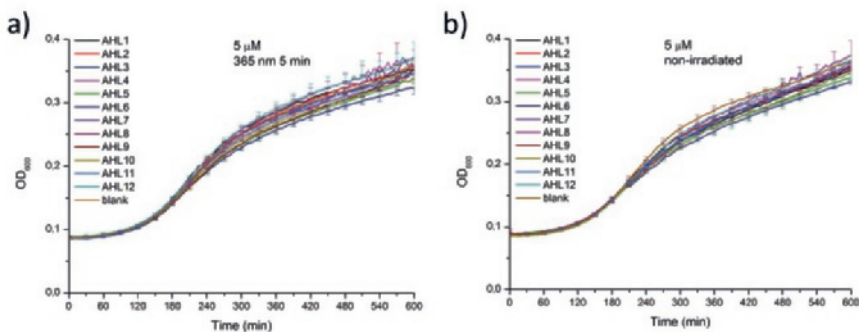 a)
5 µM
365 nm 5 min
AHL1
AHL2
AHL3
AHL4
AHL5
AHL6
AHL7
AHL8
AHL9
AHL10
AHL11
AHL12
blank
OD600
0,4
0,3
0,2
0,1
0,0
0 60 120 180 240 300 360 420 480 540 600
Time (min)
b)
5 µM
non-irradiated
AHL1
AHL2
AHL3
AHL4
AHL5
AHL6
AHL7
AHL8
AHL9
AHL10
AHL11
AHL12
blank
OD600
0,4
0,3
0,2
0,1
0,0
0 60 120 180 240 300 360 420 480 540 600
Time (min)